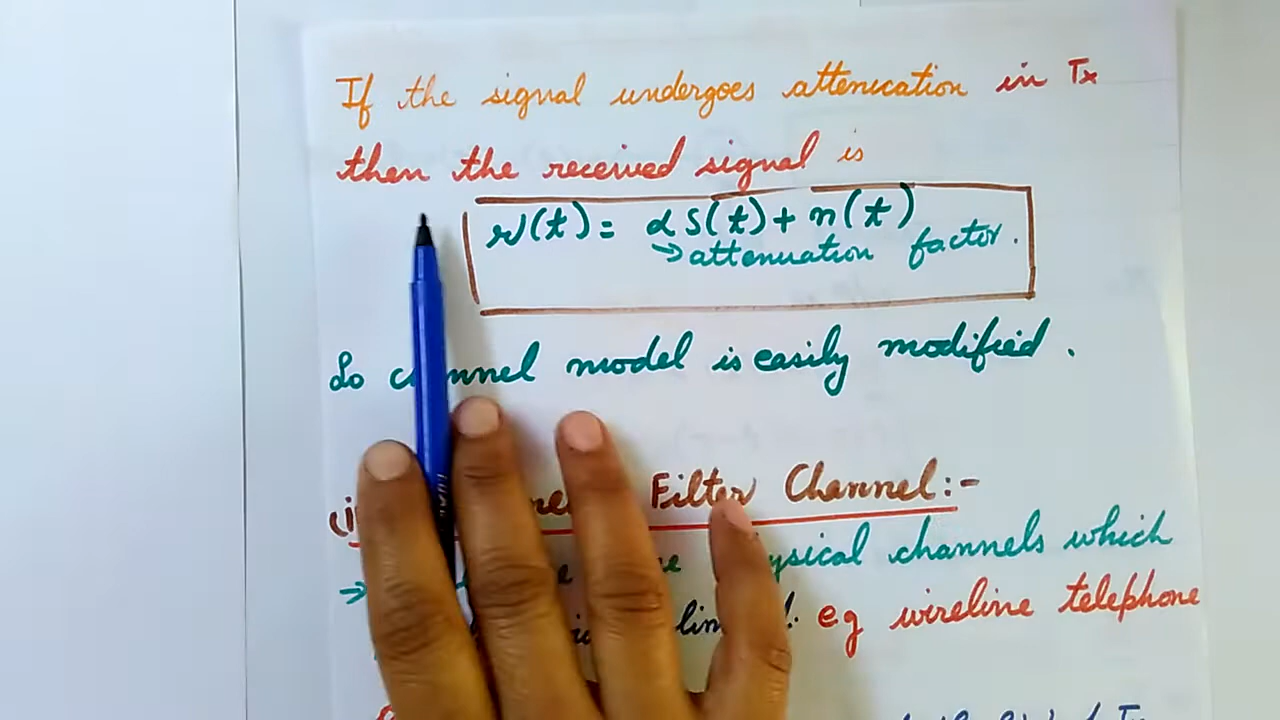 If the signal undergoes attenuation in Tx
then the received signal is
r(t) = αS(t) + n(t)
→ attenuation factor.
So channel model is easily modified.
Filter Channel:-
→ physical channels which
eg wireline telephone